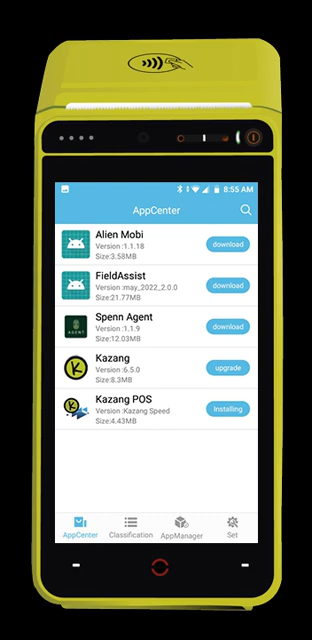 8:55 AM
AppCenter
Alien Mobi
Version :1.1.18
Size:3.58MB
download
FieldAssist
Version :may_2022_2.0.0
Size:21.77MB
download
AGENT
Spenn Agent
Version :1.1.9
Size:12.03MB
download
K
Kazang
Version :6.5.0
Size:8.3MB
upgrade
K
Kazang POS
Version :Kazang Speed
Size:4.43MB
Installing
AppCenter
Classification
AppManager
Set